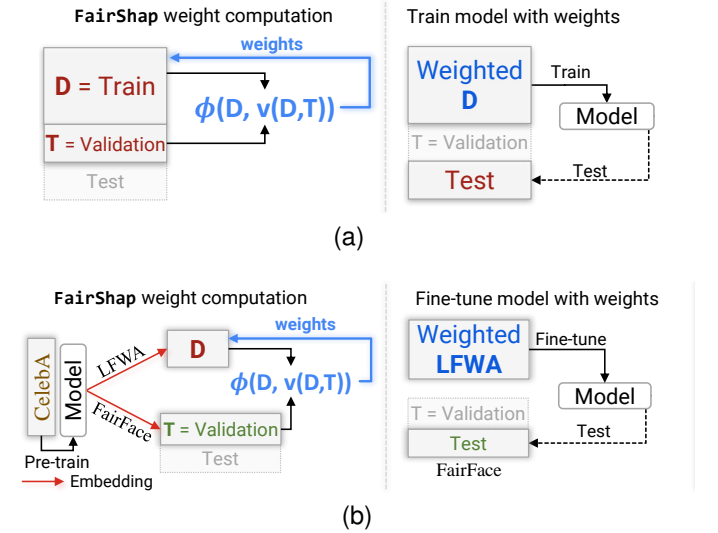 FairShap weight computation
weights
D = Train
ϕ(D, v(D,T))
T = Validation
Test
Train model with weights
Weighted
D
Train
Model
T = Validation
Test
Test
(a)
FairShap weight computation
weights
CelebA
Model
LFWA
FairFace
D
ϕ(D, v(D,T))
T = Validation
Test
Pre-train
Embedding
Fine-tune model with weights
Weighted
LFWA
Fine-tune
Model
T = Validation
Test
Test
FairFace
(b)